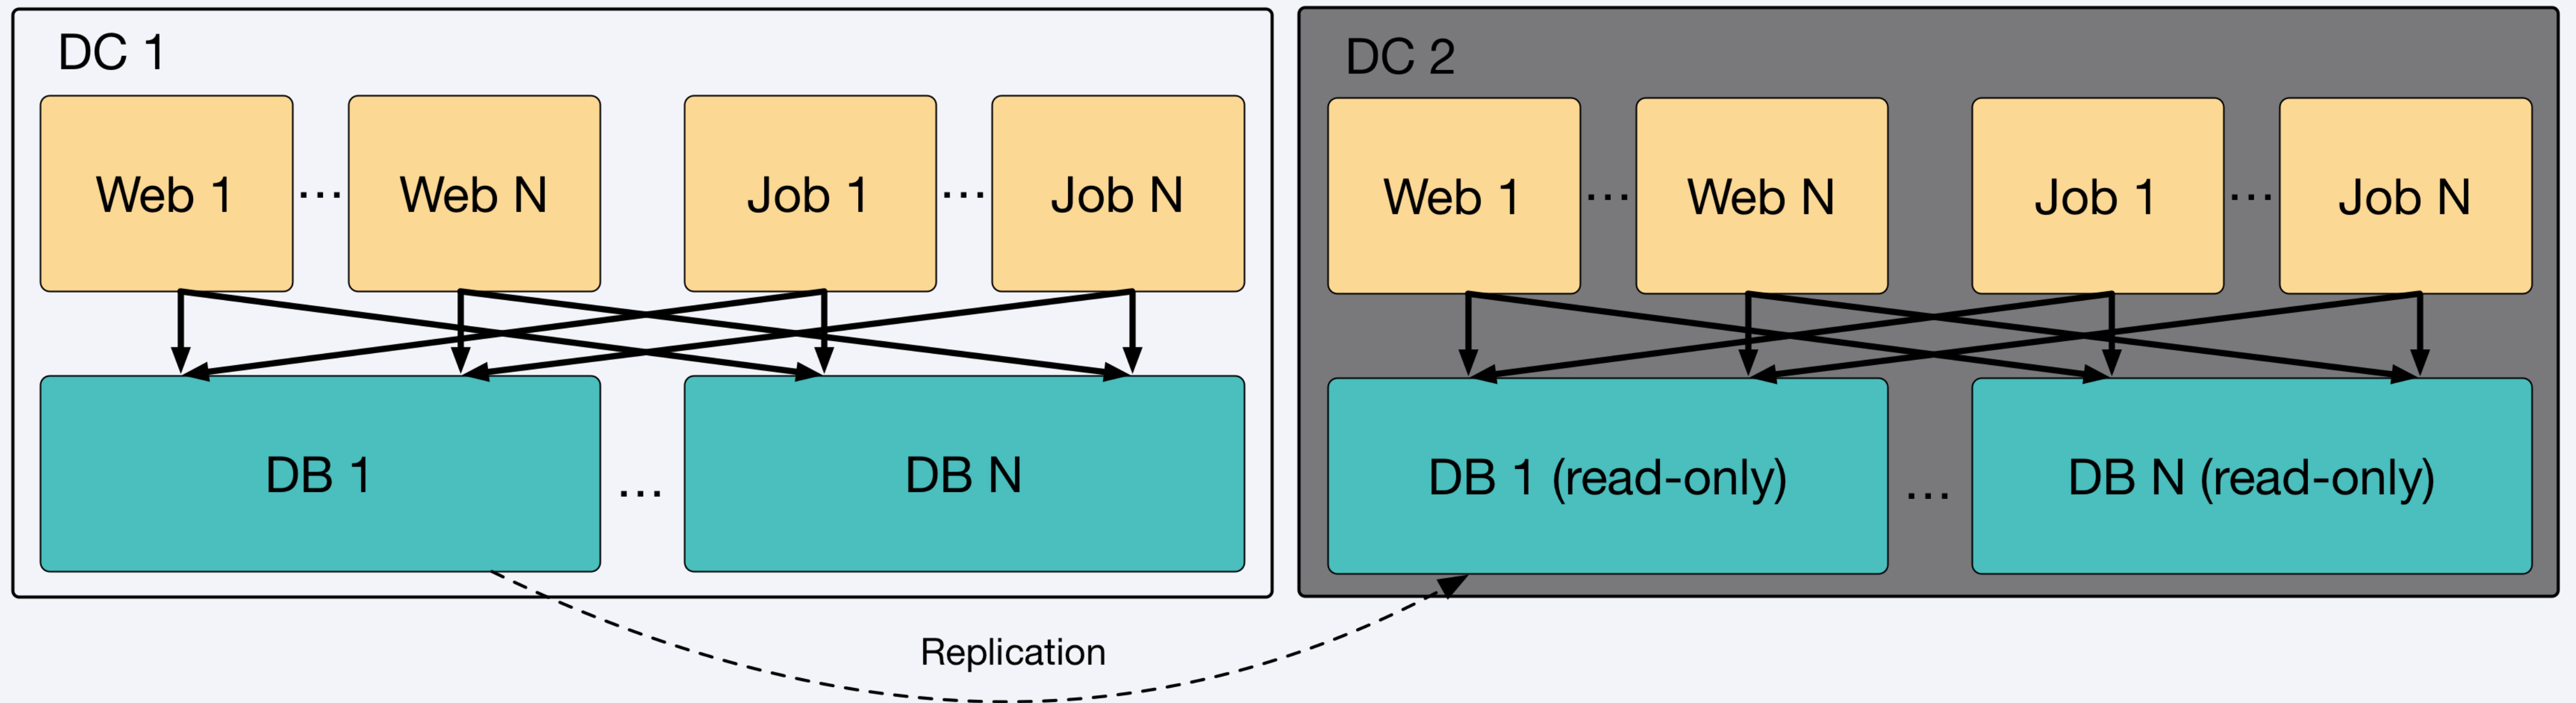 DC 1
Web 1 ... Web N Job 1 ... Job N
DB 1 ... DB N
DC 2
Web 1 ... Web N Job 1 ... Job N
DB 1 (read-only) ... DB N (read-only)
Replication